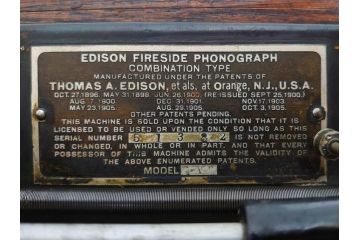 EDISON FIRESIDE PHONOGRAPH
COMBINATION TYPE
MANUFACTURED UNDER THE PATENTS OF
THOMAS A. EDISON, et als, at Orange, N.J., U.S.A.
OCT. 27. 1896. MAY 31. 1898. JUN 26. 1900. (RE-ISSUED SEPT 25. 1900.)
AUG. 7. 1900. DEC. 31. 1901. NOV. 17. 1903.
MAY 23. 1905. AUG. 29. 1905. OCT. 3. 1905.
OTHER PATENTS PENDING.
THIS MACHINE IS SOLD UPON THE CONDITION THAT IT IS
LICENSED TO BE USED OR VENDED ONLY SO LONG AS THIS
SERIAL NUMBER IS NOT REMOVED
OR CHANGED, IN WHOLE OR IN PART, AND THAT EVERY
POSSESSOR OF THIS MACHINE ADMITS THE VALIDITY OF
THE ABOVE ENUMERATED PATENTS.
MODEL